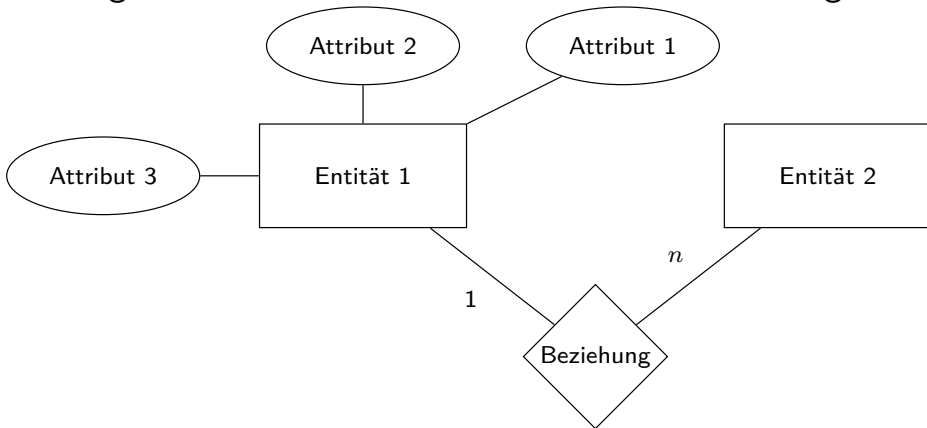 Attribut 2
Attribut 1
Attribut 3
Entität 1
Entität 2
n
1
Beziehung